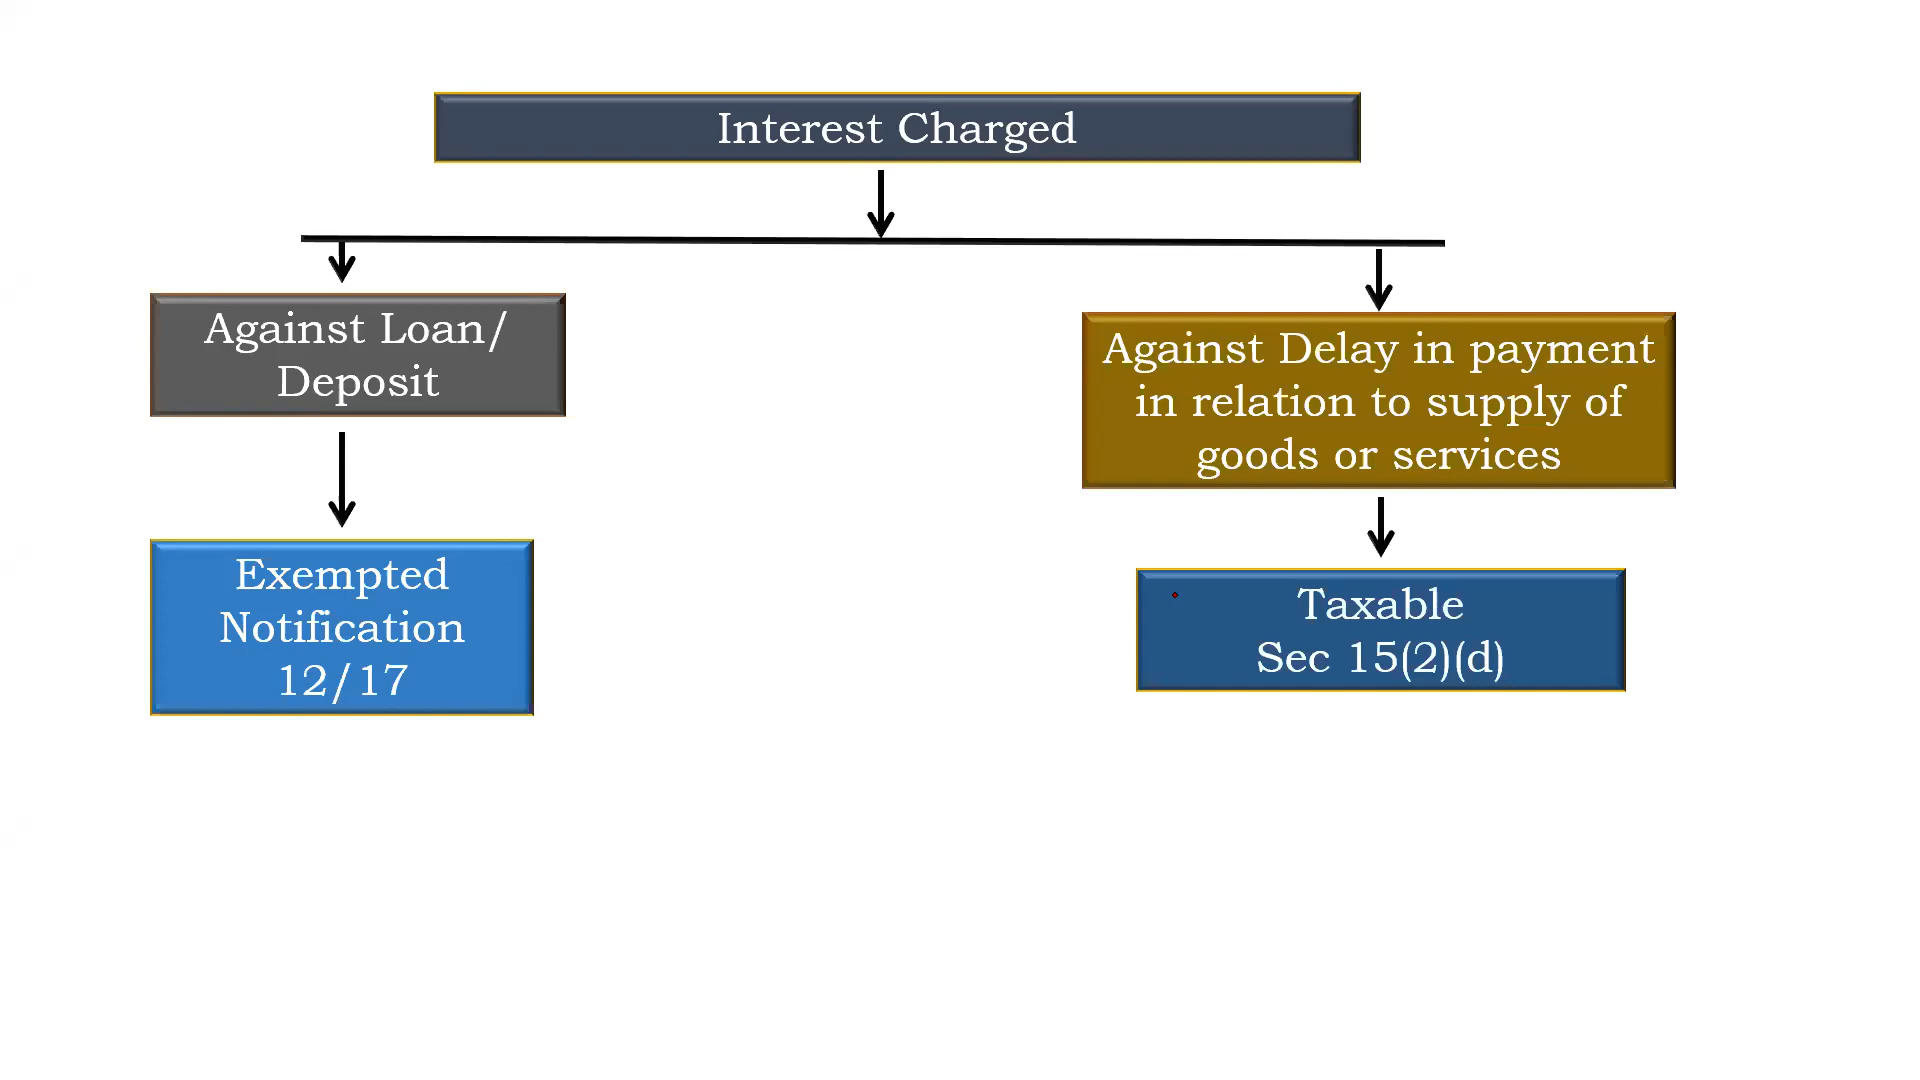 Interest Charged
Against Loan/
Deposit
Against Delay in payment
in relation to supply of
goods or services
Exempted
Notification
12/17
Taxable
Sec 15(2)(d)